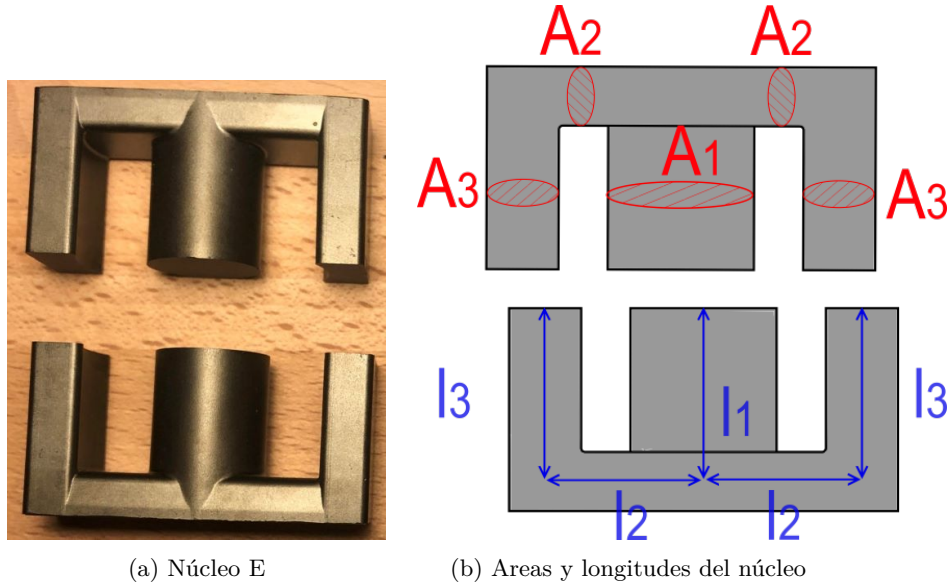 A2 A2
A1
A3 A3
l3 l1 l3
l2 l2
(a) Núcleo E
(b) Areas y longitudes del núcleo